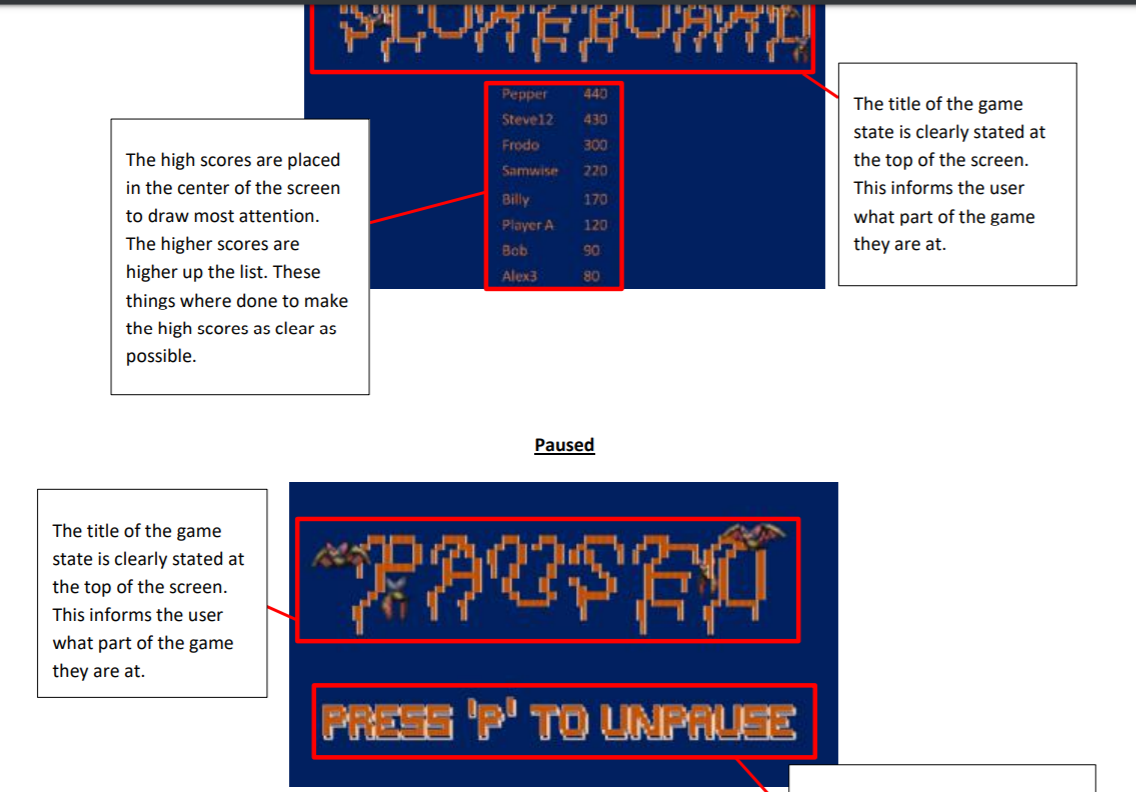 SCOREBOARD
Pepper 440
Steve12 430
Frodo 300
Samwise 220
Billy 170
Player A 120
Bob 90
Alex3 80
The title of the game
state is clearly stated at
the top of the screen.
This informs the user
what part of the game
they are at.
The high scores are placed
in the center of the screen
to draw most attention.
The higher scores are
higher up the list. These
things where done to make
the high scores as clear as
possible.
Paused
The title of the game
state is clearly stated at
the top of the screen.
This informs the user
what part of the game
they are at.
PAUSED
PRESS 'P' TO UNPAUSE